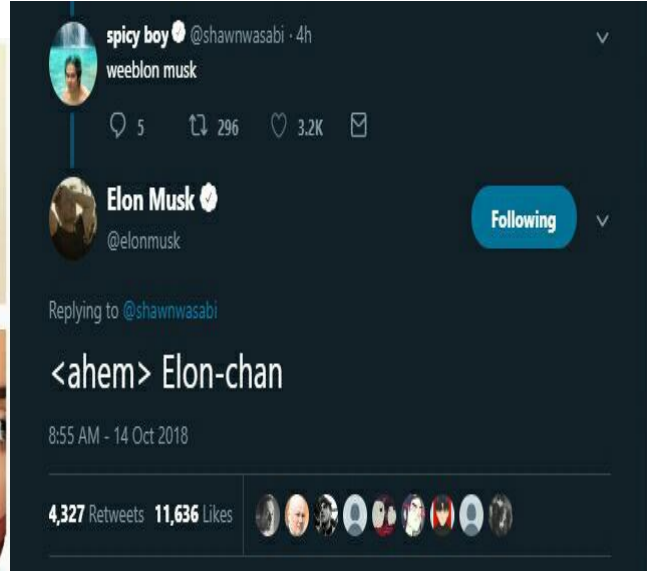 spicy boy @shawnwasabi · 4h
weeblon musk
5 296 3.2K
Elon Musk
@elonmusk
Following
Replying to @shawnwasabi
<ahem> Elon-chan
8:55 AM - 14 Oct 2018
4,327 Retweets 11,636 Likes